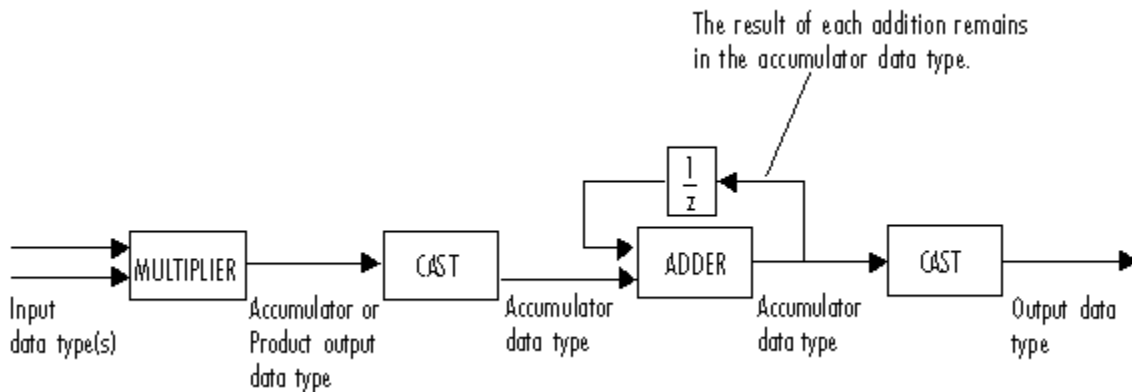 The result of each addition remains
in the accumulator data type.
1
z
MULTIPLIER
CAST
ADDER
CAST
Input
data type(s)
Accumulator or
Product output
data type
Accumulator
data type
Accumulator
data type
Output data
type